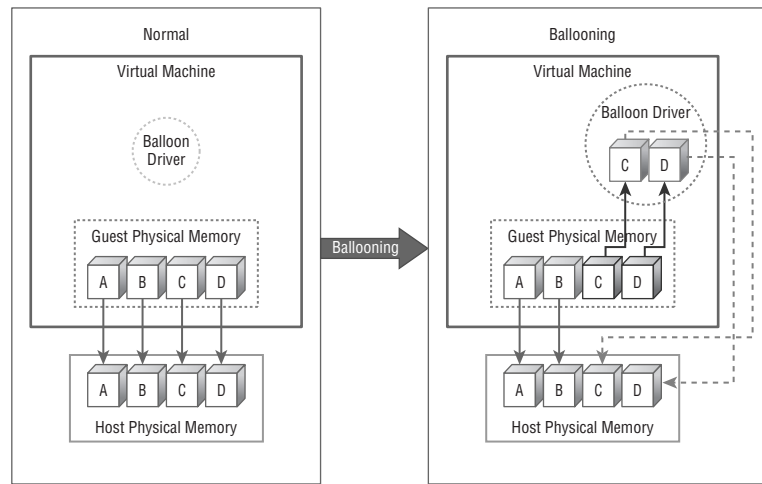 Normal
Virtual Machine
Balloon
Driver
Guest Physical Memory
A B C D
A B C D
Host Physical Memory
Ballooning
Ballooning
Virtual Machine
Balloon Driver
C D
Guest Physical Memory
A B C D
A B C D
Host Physical Memory